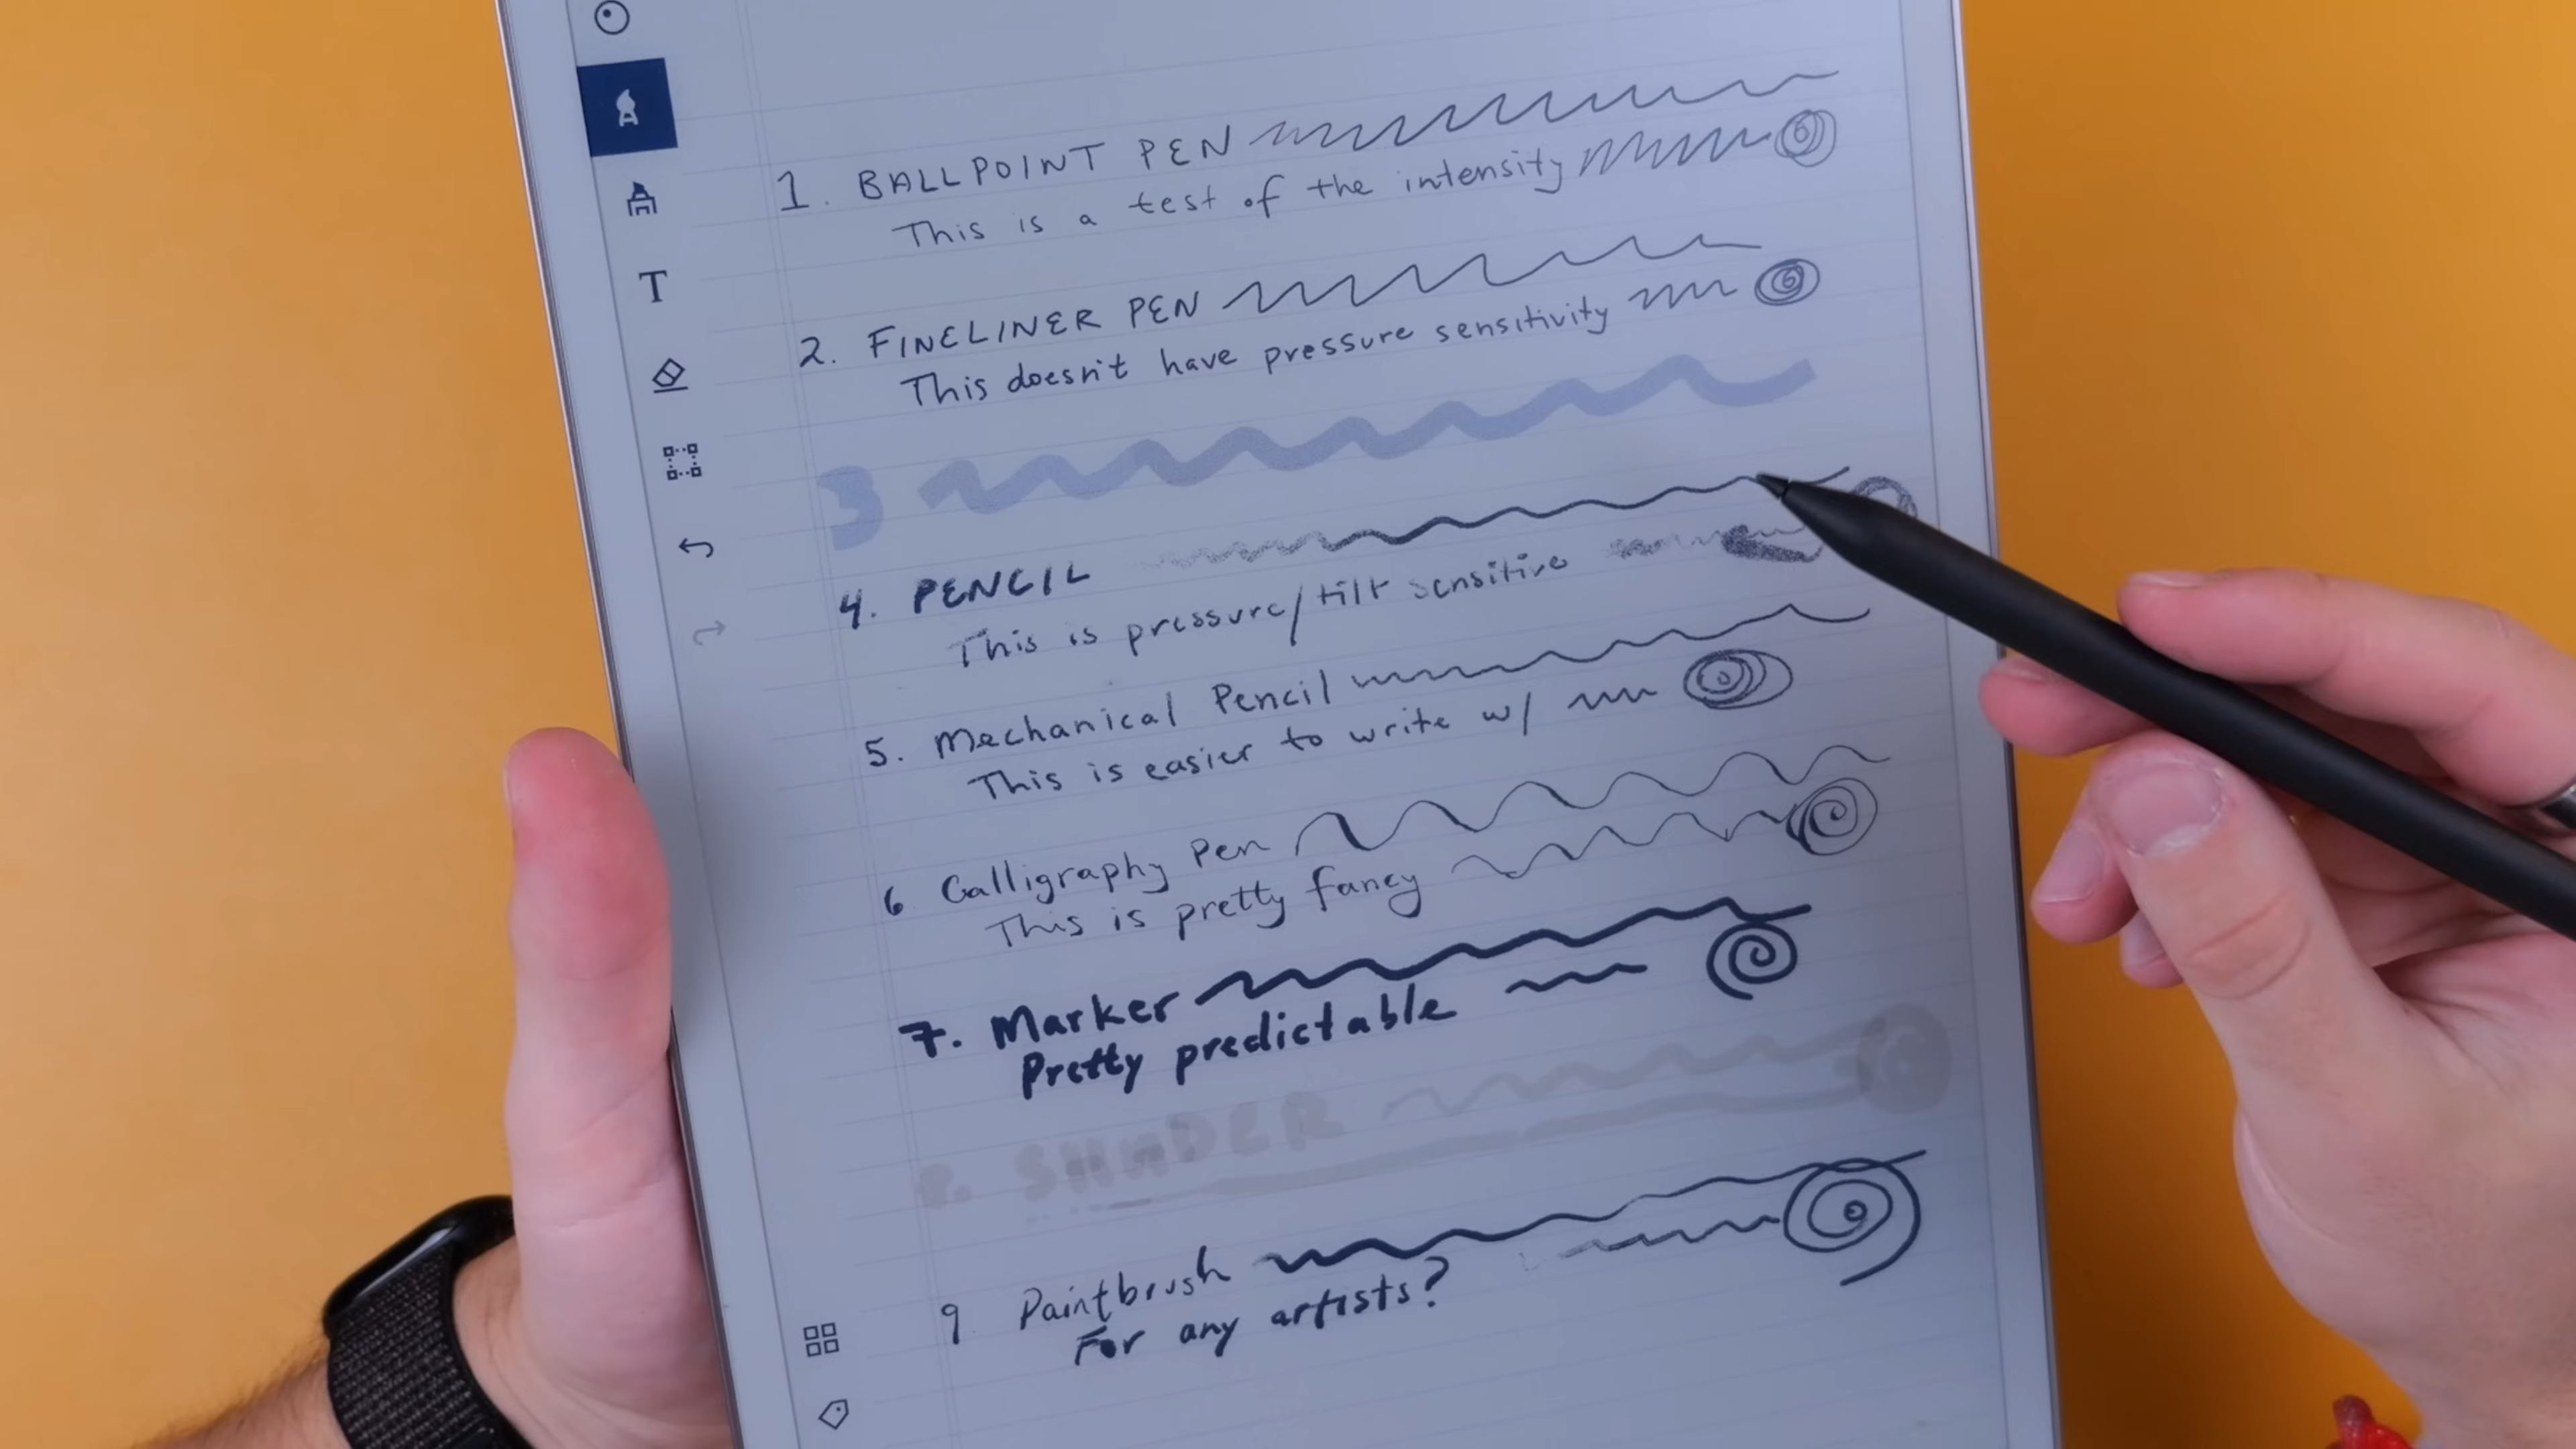 T
1. BALLPOINT PEN
This is a test of the intensity
2. FINELINER PEN
This doesn't have pressure sensitivity
3
4. PENCIL
This is pressure/tilt sensitive
5. Mechanical Pencil
This is easier to write w/
6 Calligraphy Pen
This is pretty fancy
7. Marker
Pretty predictable
8. SHADER
9 Paintbrush
For any artists?